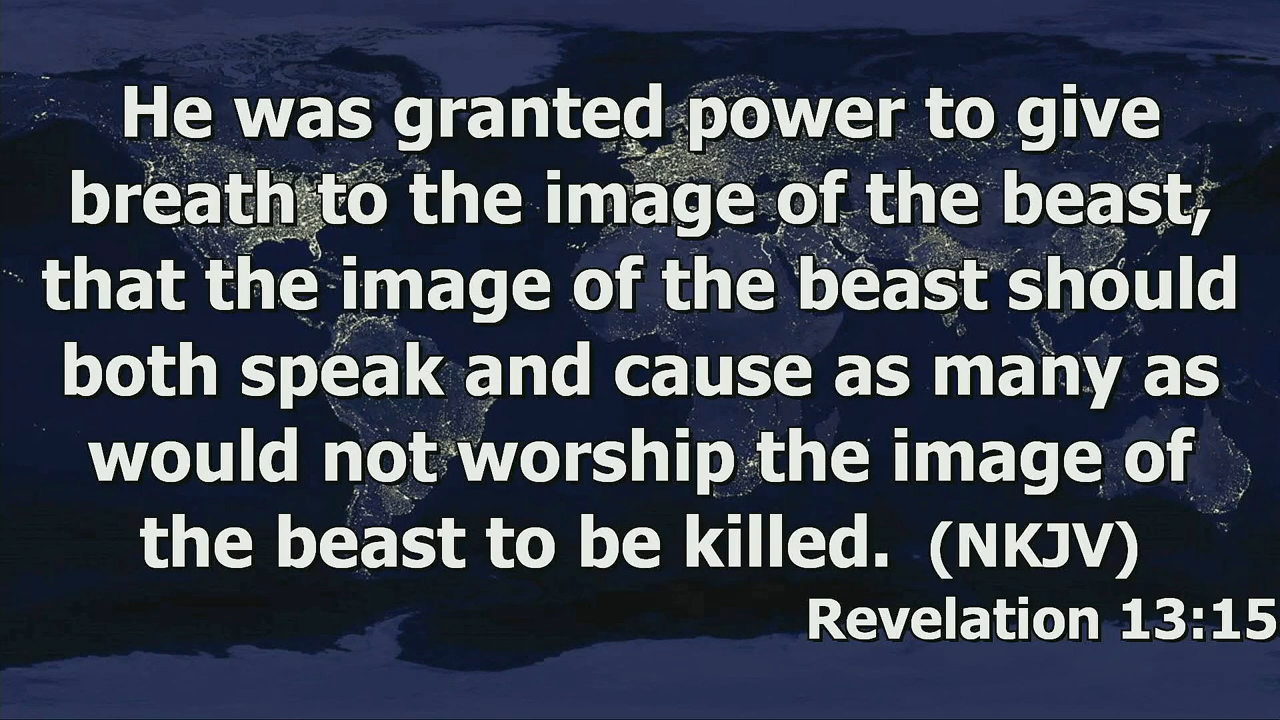 He was granted power to give
breath to the image of the beast,
that the image of the beast should
both speak and cause as many as
would not worship the image of
the beast to be killed. (NKJV)
Revelation 13:15